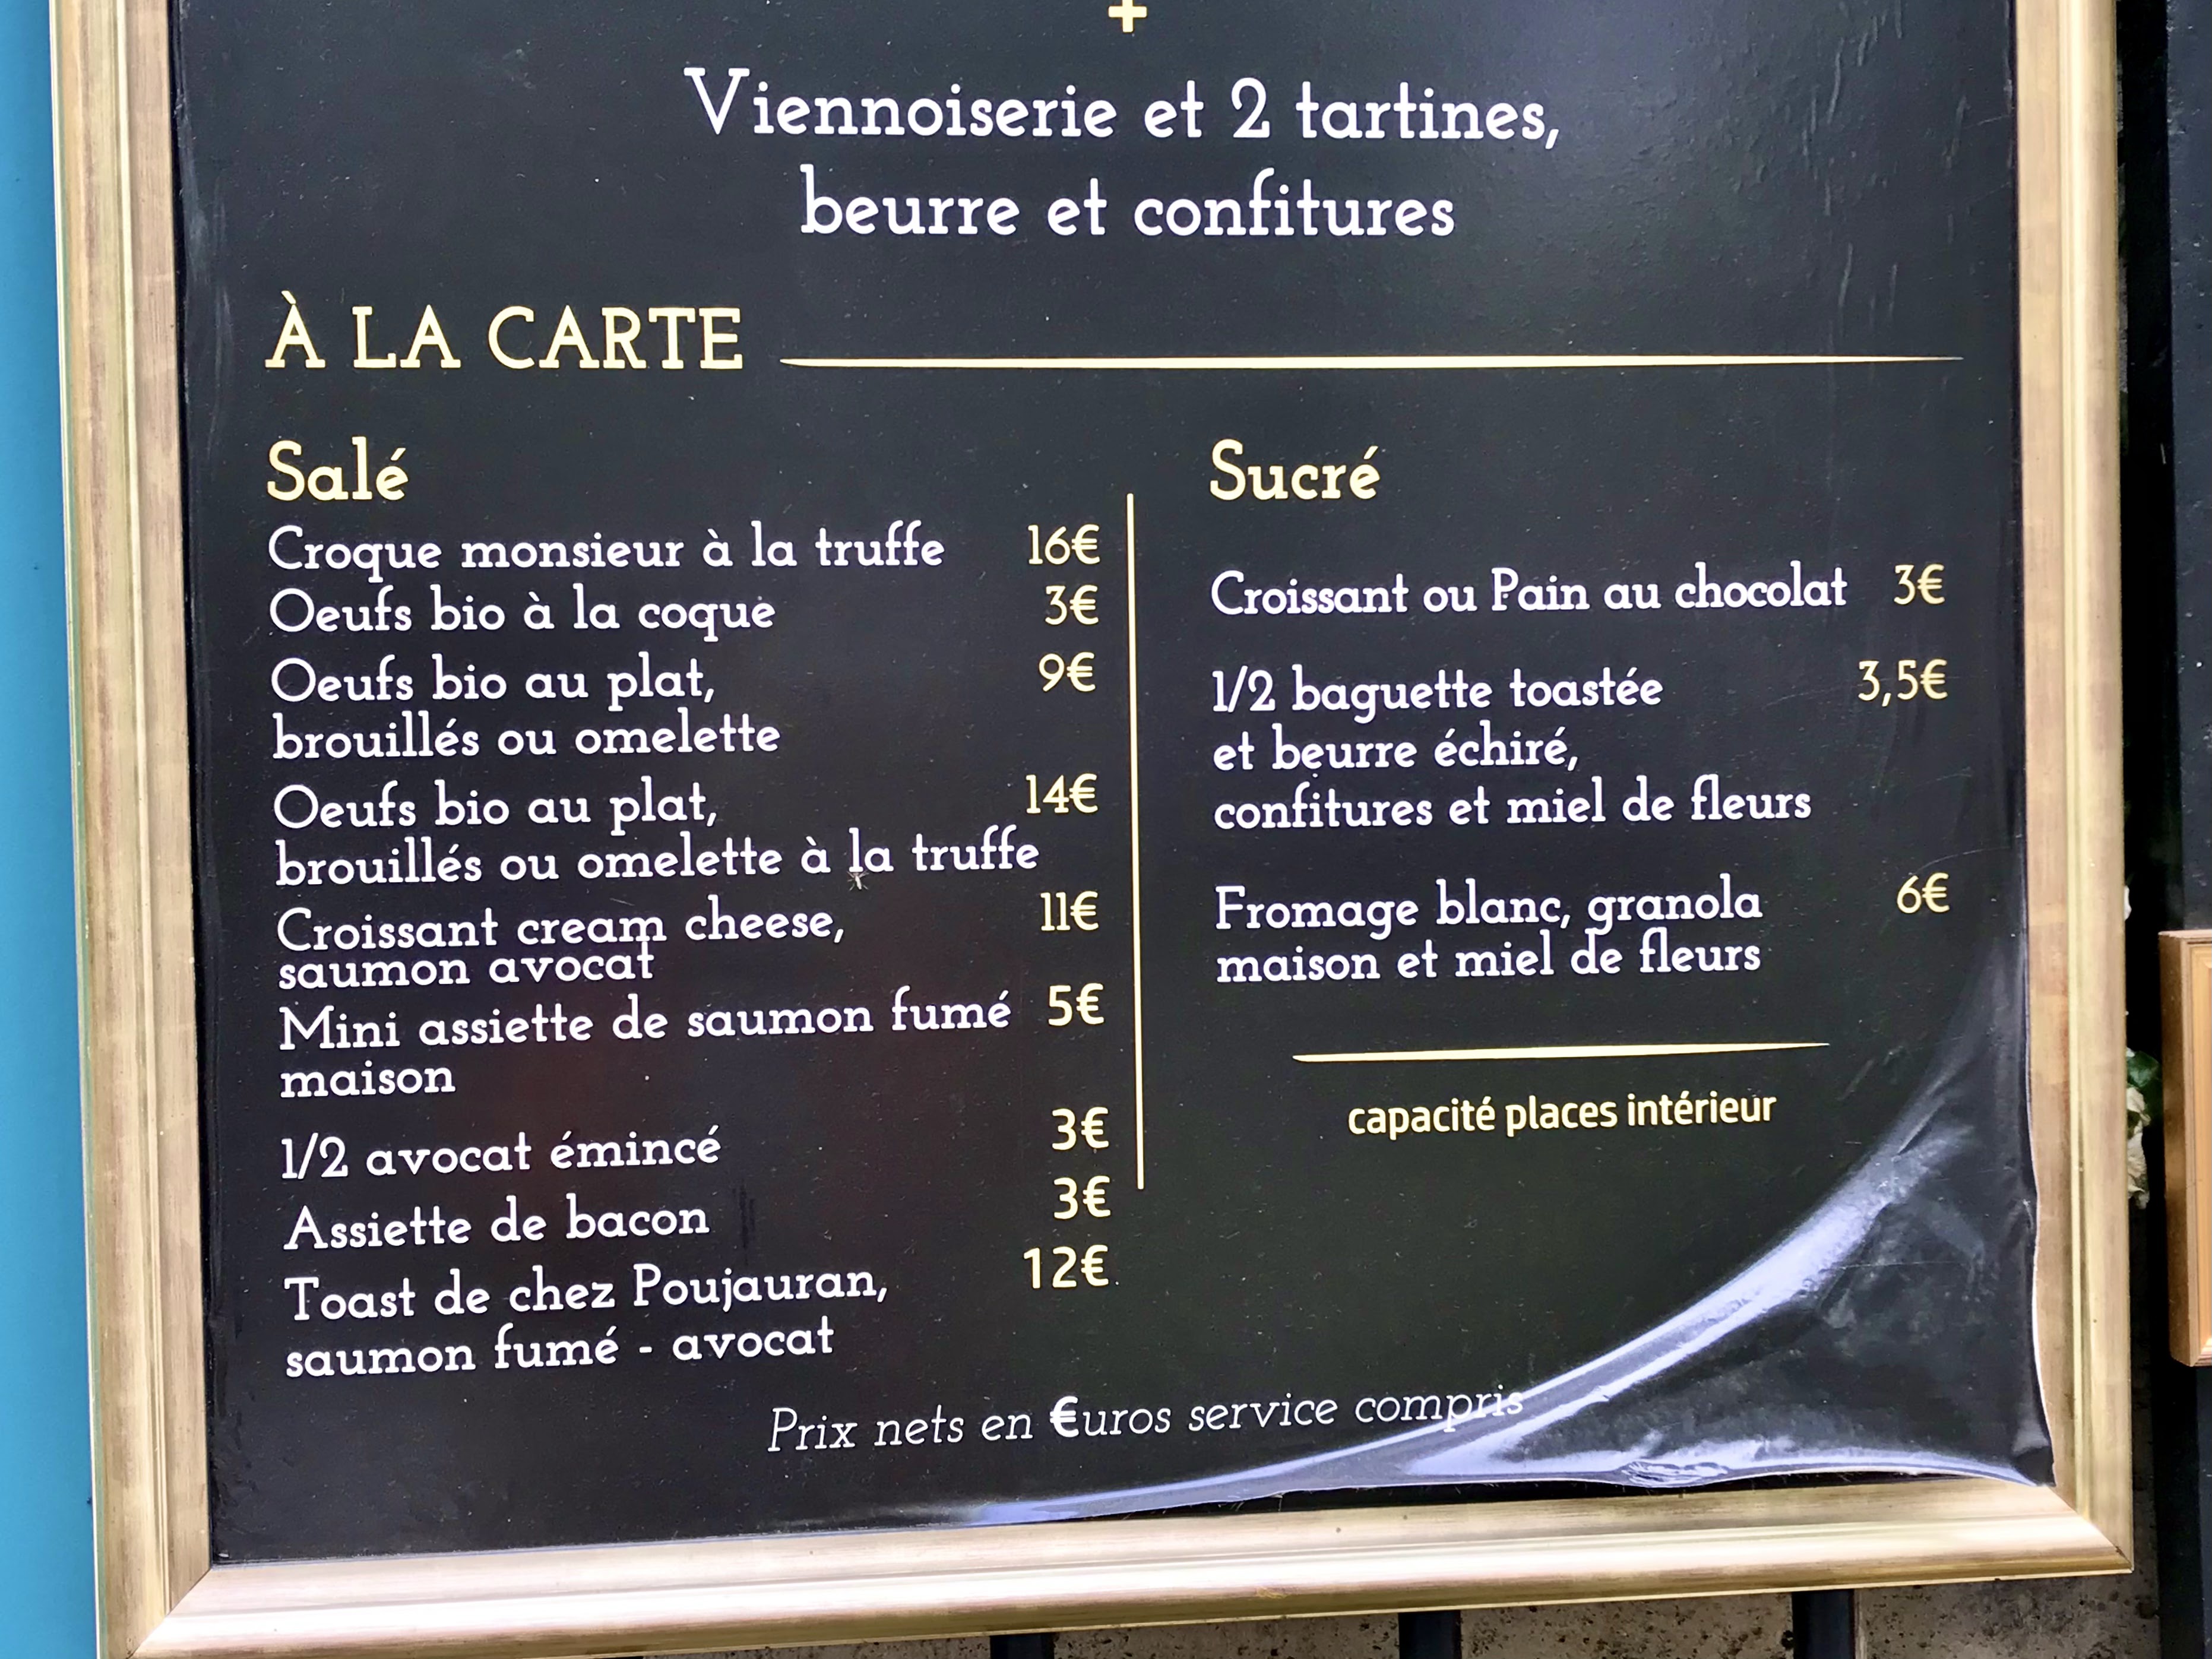 +
Viennoiserie et 2 tartines,
beurre et confitures
À LA CARTE
Salé
Croque monsieur à la truffe 16€
Oeufs bio à la coque 3€
Oeufs bio au plat, 9€
brouillés ou omelette
Oeufs bio au plat, 14€
brouillés ou omelette à la truffe
Croissant cream cheese, 11€
saumon avocat
Mini assiette de saumon fumé 5€
maison
1/2 avocat émincé 3€
Assiette de bacon 3€
Toast de chez Poujauran, 12€
saumon fumé - avocat
Sucré
Croissant ou Pain au chocolat 3€
1/2 baguette toastée 3,5€
et beurre échiré,
confitures et miel de fleurs
Fromage blanc, granola 6€
maison et miel de fleurs
capacité places intérieur
Prix nets en €uros service compris